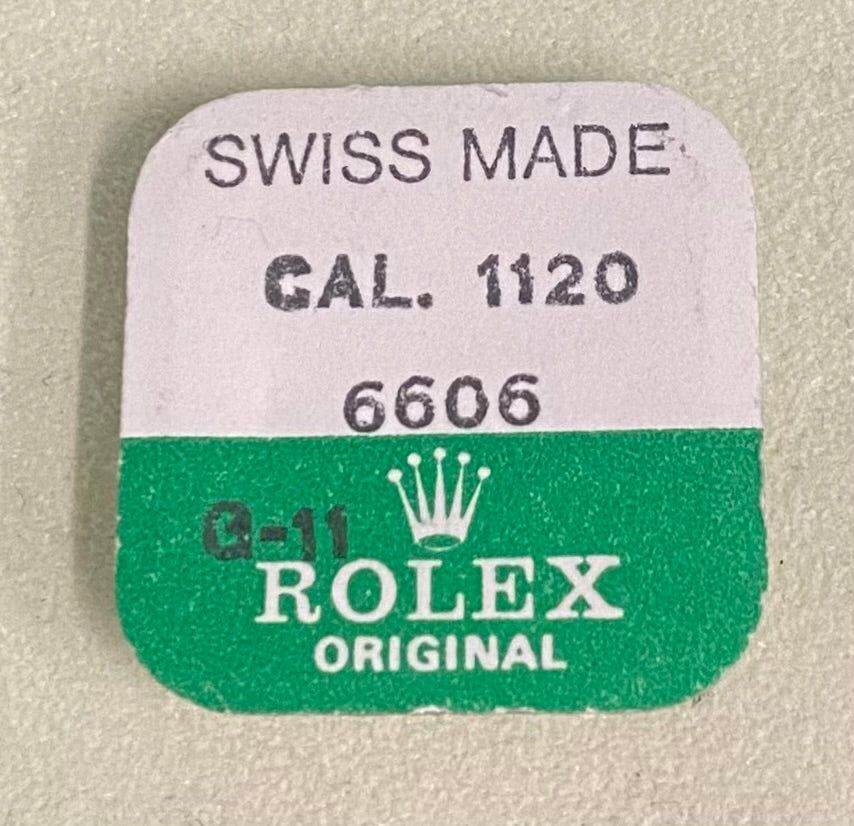 SWISS MADE
CAL. 1120
6606
G-11
ROLEX
ORIGINAL